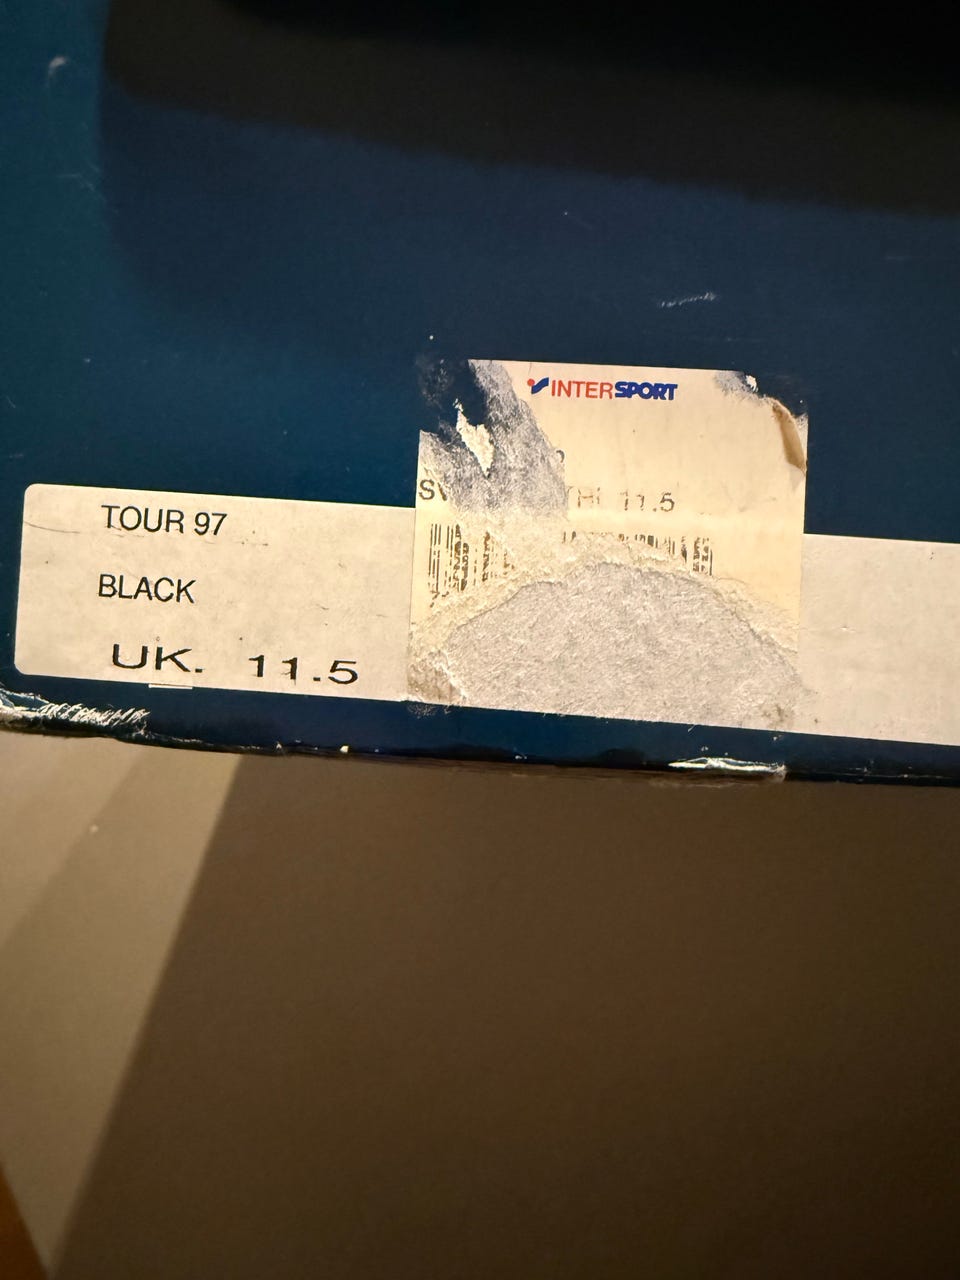 INTERSPORT
11.5
TOUR 97
BLACK
UK. 11.5